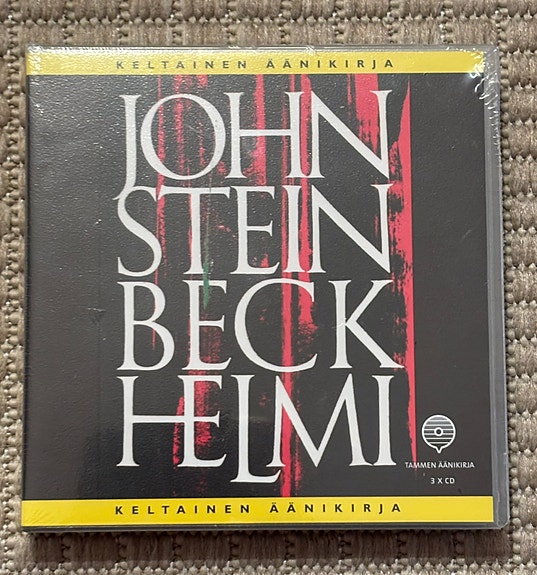 KELTAINEN ÄÄNIKIRJA
JOHN
STEIN
BECK
HELMI
TAMMEN ÄÄNIKIRJA
3 X CD
KELTAINEN ÄÄNIKIRJA